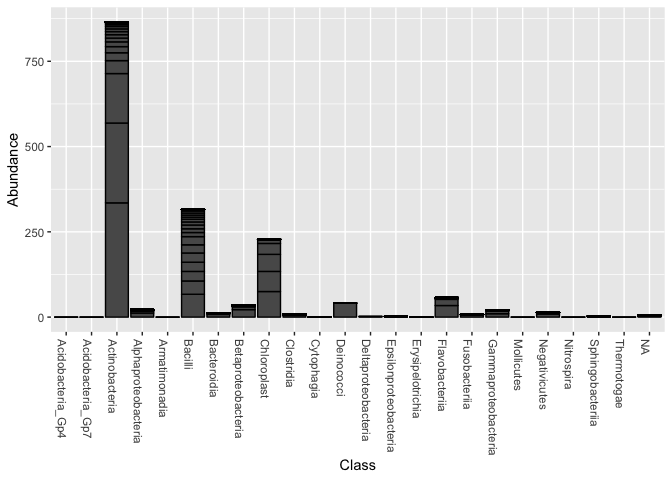 Abundance
750
500
250
0
Acidobacteria_Gp4
Acidobacteria_Gp7
Actinobacteria
Alphaproteobacteria
Armatimonadia
Bacilli
Bacteroidia
Betaproteobacteria
Chloroplast
Clostridia
Cytophagia
Deinococci
Deltaproteobacteria
Epsilonproteobacteria
Erysipelotrichia
Flavobacteriia
Fusobacteriia
Gammaproteobacteria
Mollicutes
Negativicutes
Nitrospira
Sphingobacteriia
Thermotogae
NA
Class